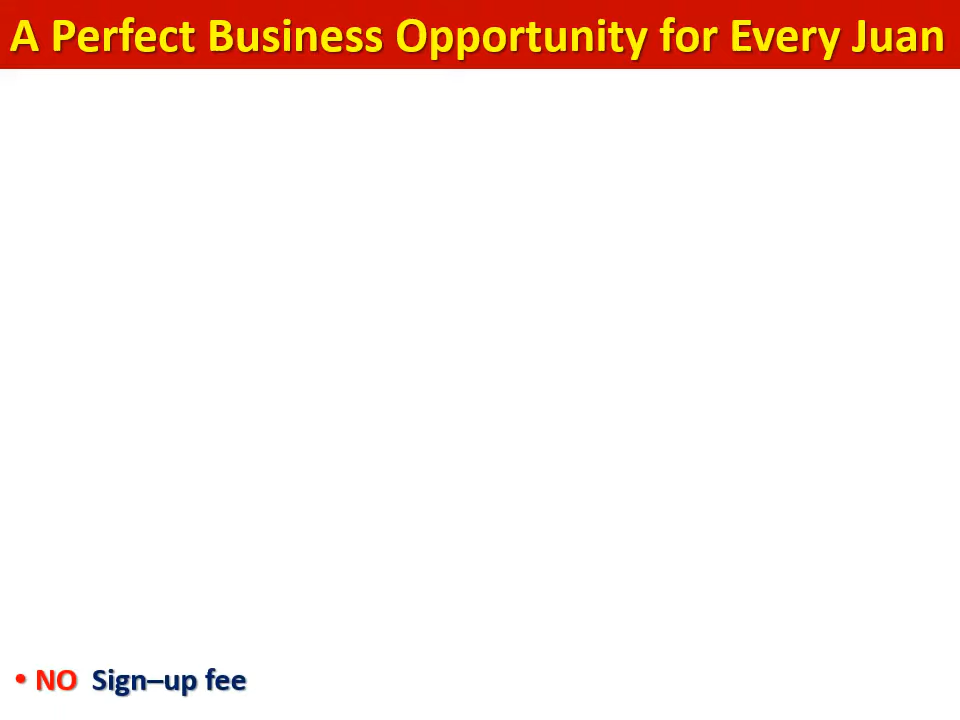 A Perfect Business Opportunity for Every Juan
• NO Sign–up fee